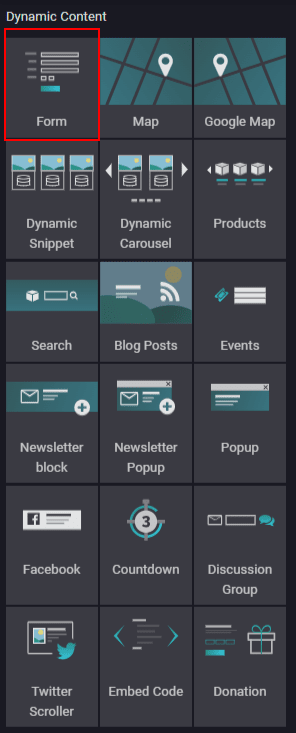 Dynamic Content
Form
Map
Google Map
Dynamic
Snippet
Dynamic
Carousel
Products
Search
Blog Posts
Events
Newsletter
block
Newsletter
Popup
Popup
Facebook
3
Countdown
Discussion
Group
Twitter
Scroller
Embed Code
Donation